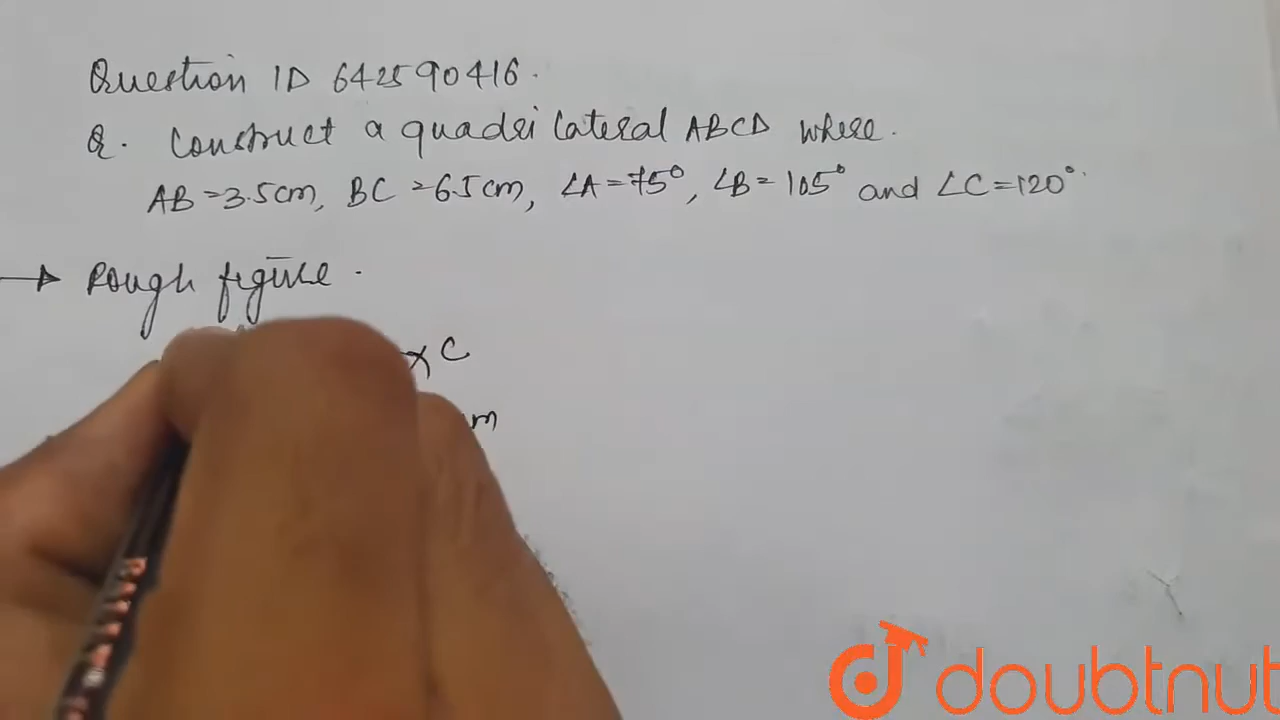 Question ID 642590416.
Q. Construct a quadrilateral ABCD where.
AB = 3.5cm, BC = 6.5cm, ∠A = 75°, ∠B = 105° and ∠C = 120°.
→ Rough figure.
C
m
doubtnut